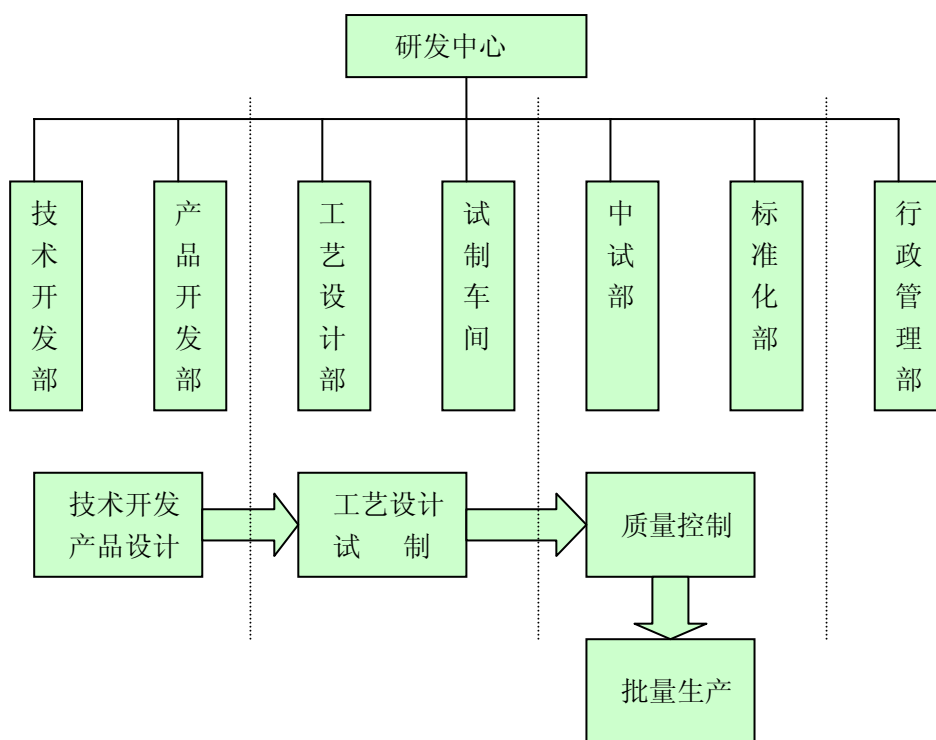 研发中心
技术开发部
产品开发部
工艺设计部
试制车间
中试部
标准化部
行政管理部
技术开发
产品设计
工艺设计
试 制
质量控制
批量生产